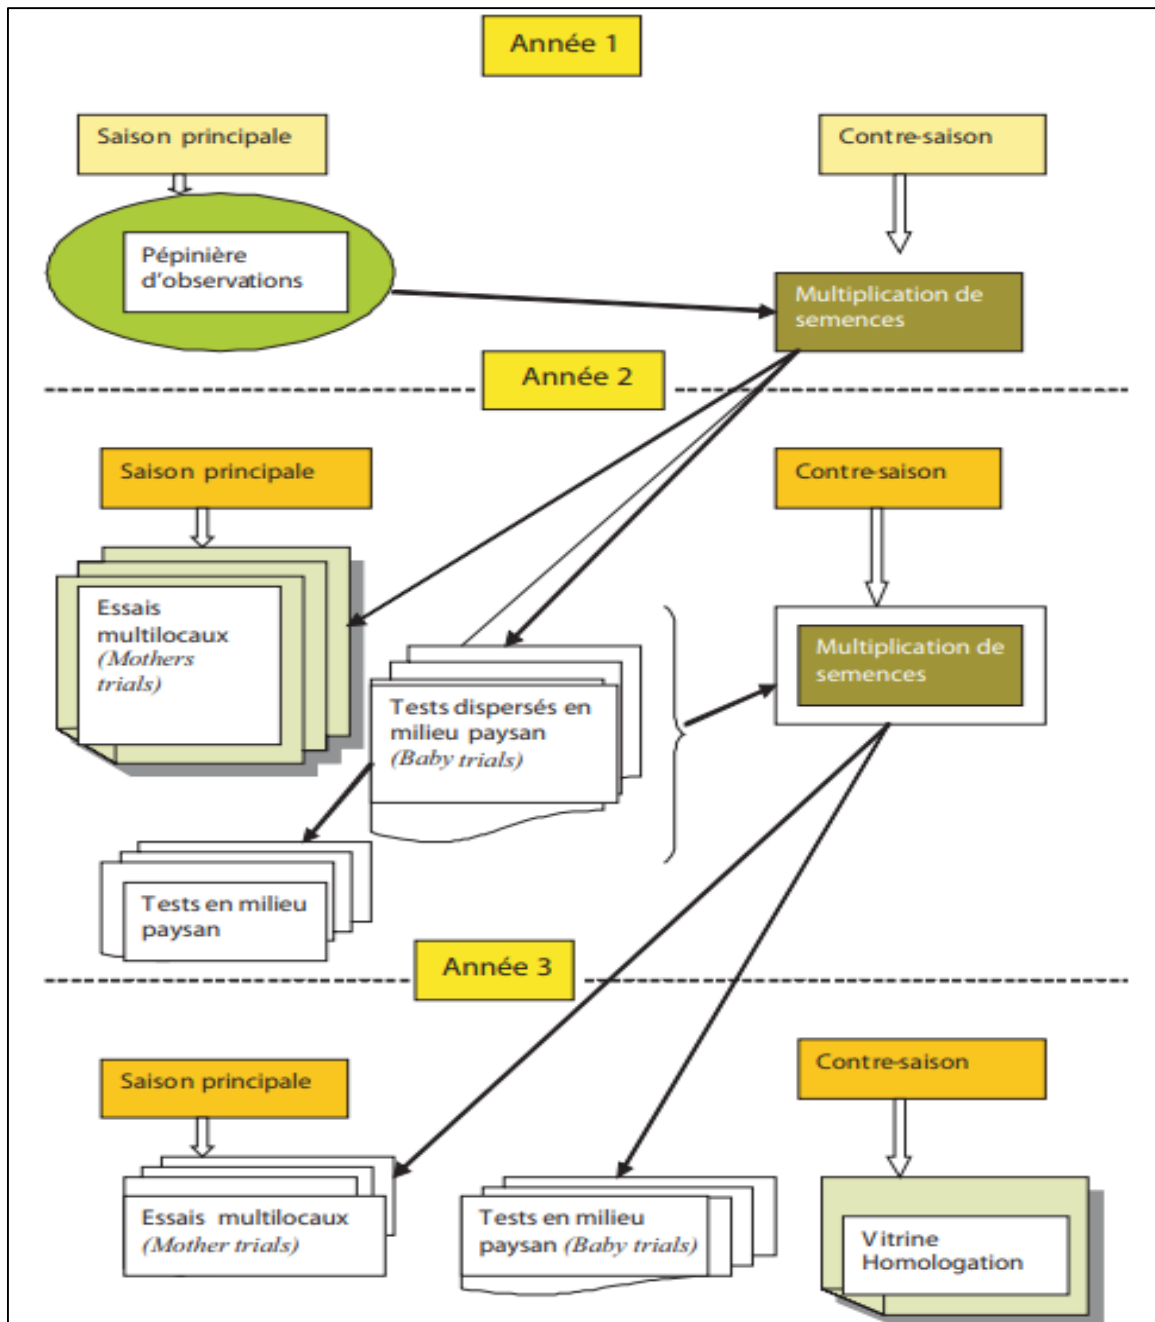 Année 1
Saison principale
Contre-saison
Pépinière
d'observations
Multiplication de
semences
Année 2
Saison principale
Contre-saison
Essais
multilocaux
(Mothers
trials)
Tests dispersés en
milieu paysan
(Baby trials)
Multiplication de
semences
Tests en milieu
paysan
Année 3
Saison principale
Contre-saison
Essais multilocaux
(Mother trials)
Tests en milieu
paysan (Baby trials)
Vitrine
Homologation